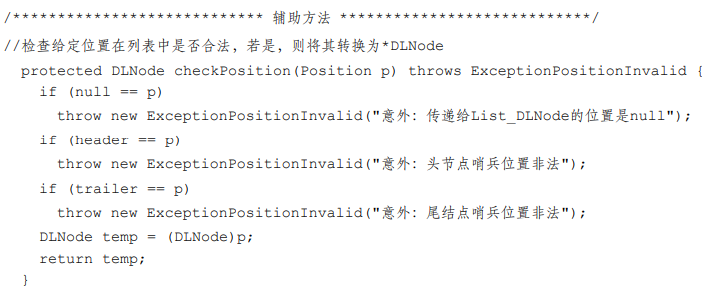 /**************************** 辅助方法 ****************************/
//检查给定位置在列表中是否合法，若是，则将其转换为*DLNode
protected DLNode checkPosition(Position p) throws ExceptionPositionInvalid {
if (null == p)
throw new ExceptionPositionInvalid("意外：传递给List_DLNode的位置是null");
if (header == p)
throw new ExceptionPositionInvalid("意外：头节点哨兵位置非法");
if (trailer == p)
throw new ExceptionPositionInvalid("意外：尾结点哨兵位置非法");
DLNode temp = (DLNode)p;
return temp;
}